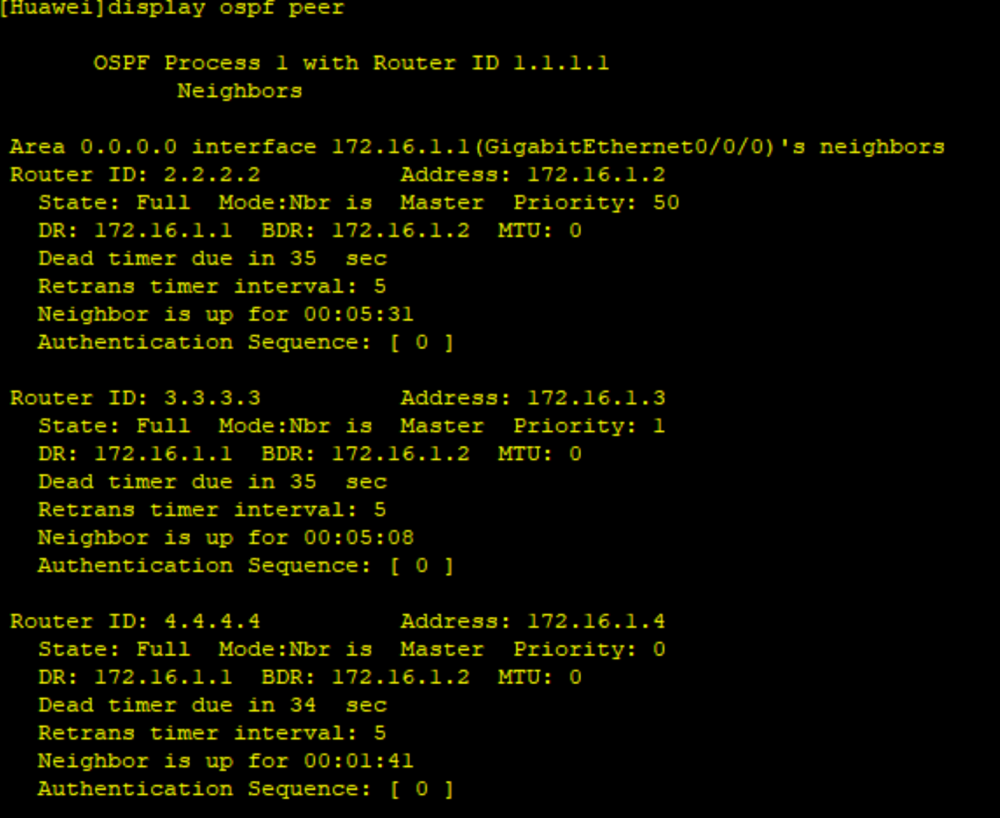 [Huawei]display ospf peer
OSPF Process 1 with Router ID 1.1.1.1
Neighbors
Area 0.0.0.0 interface 172.16.1.1(GigabitEthernet0/0/0)'s neighbors
Router ID: 2.2.2.2 Address: 172.16.1.2
State: Full Mode:Nbr is Master Priority: 50
DR: 172.16.1.1 BDR: 172.16.1.2 MTU: 0
Dead timer due in 35 sec
Retrans timer interval: 5
Neighbor is up for 00:05:31
Authentication Sequence: [ 0 ]
Router ID: 3.3.3.3 Address: 172.16.1.3
State: Full Mode:Nbr is Master Priority: 1
DR: 172.16.1.1 BDR: 172.16.1.2 MTU: 0
Dead timer due in 35 sec
Retrans timer interval: 5
Neighbor is up for 00:05:08
Authentication Sequence: [ 0 ]
Router ID: 4.4.4.4 Address: 172.16.1.4
State: Full Mode:Nbr is Master Priority: 0
DR: 172.16.1.1 BDR: 172.16.1.2 MTU: 0
Dead timer due in 34 sec
Retrans timer interval: 5
Neighbor is up for 00:01:41
Authentication Sequence: [ 0 ]